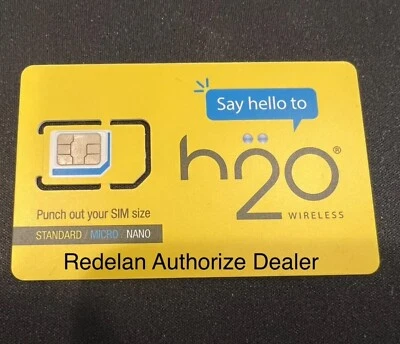 Say hello to
h2o®
WIRELESS
Punch out your SIM size
STANDARD / MICRO / NANO
Redelan Authorize Dealer